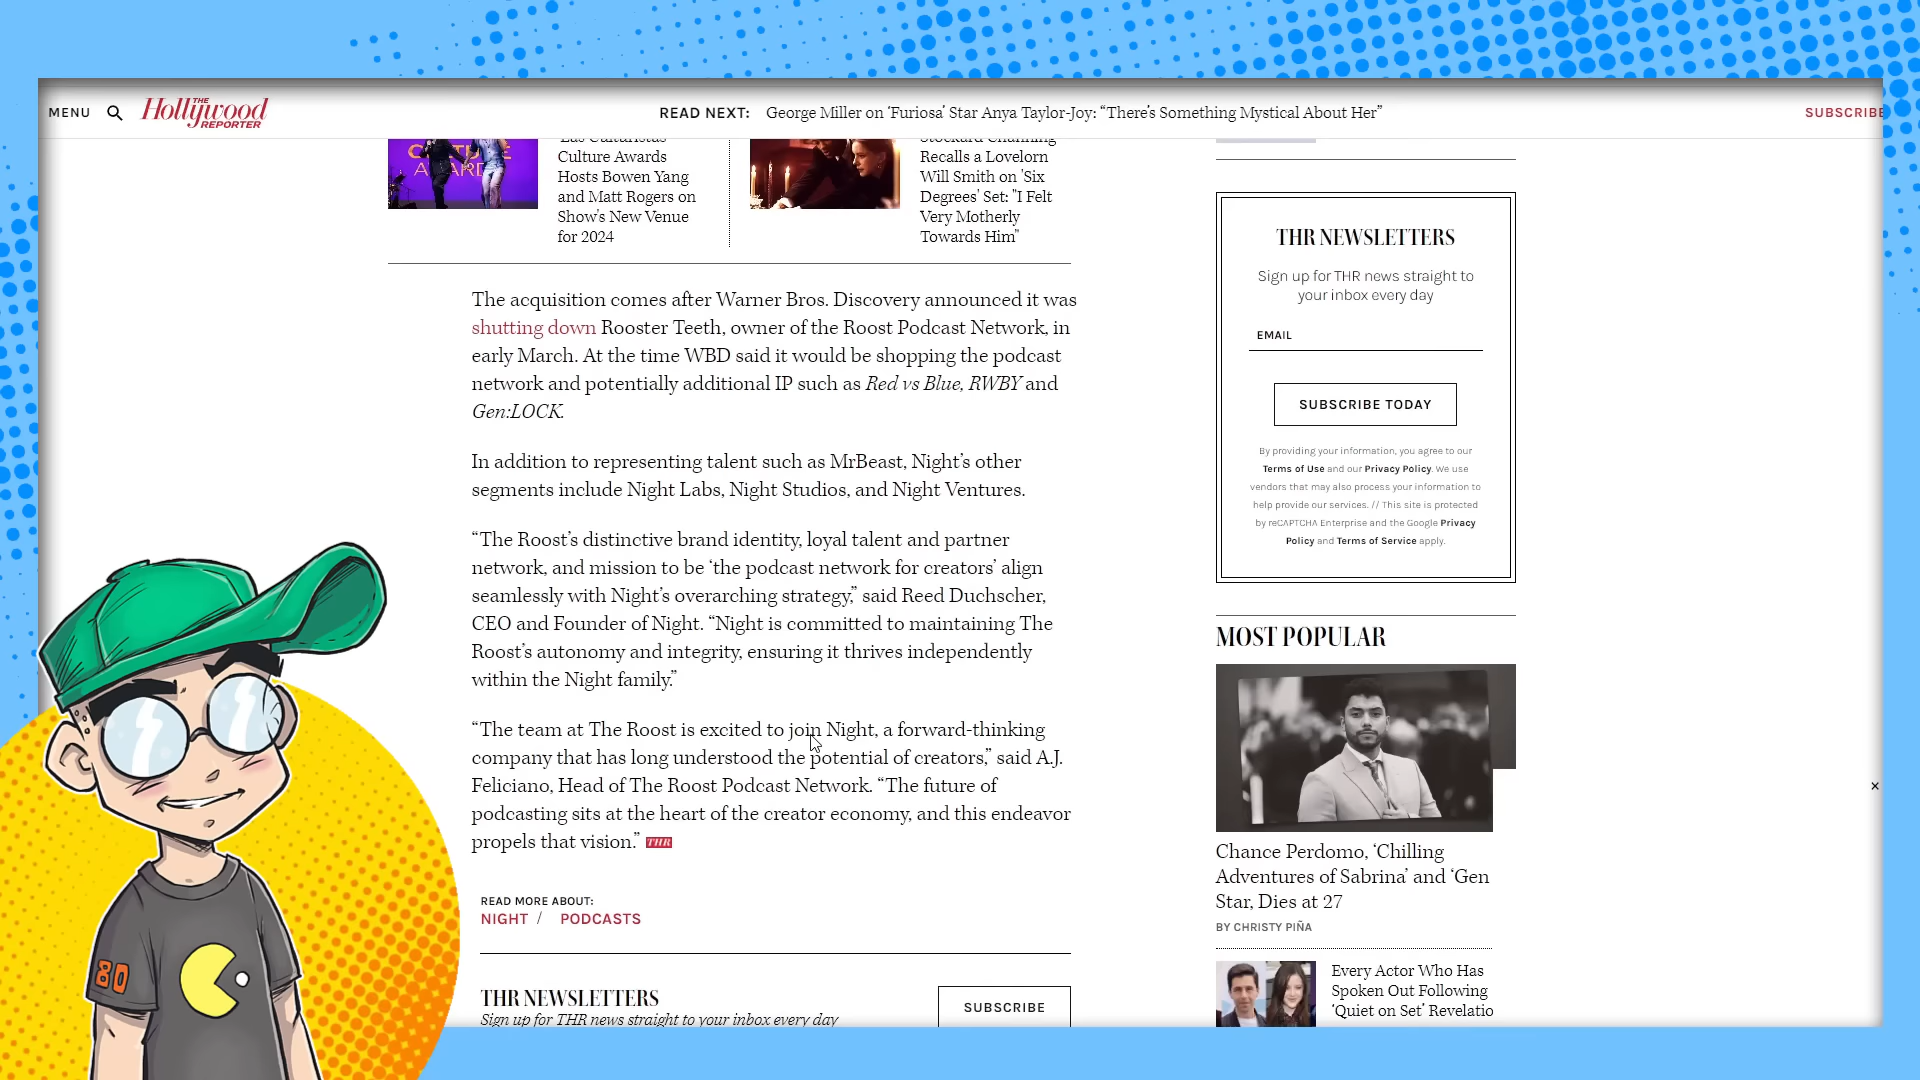 MENU
THE Hollywood REPORTER
READ NEXT: George Miller on ‘Furiosa’ Star Anya Taylor-Joy: “There’s Something Mystical About Her”
SUBSCRIBE
'Las Culturistas
Culture Awards
Hosts Bowen Yang
and Matt Rogers on
Show's New Venue
for 2024
Stockard Channing
Recalls a Lovelorn
Will Smith on 'Six
Degrees' Set: "I Felt
Very Motherly
Towards Him"
The acquisition comes after Warner Bros. Discovery announced it was
shutting down Rooster Teeth, owner of the Roost Podcast Network, in
early March. At the time WBD said it would be shopping the podcast
network and potentially additional IP such as Red vs Blue, RWBY and
Gen:LOCK.
In addition to representing talent such as MrBeast, Night’s other
segments include Night Labs, Night Studios, and Night Ventures.
“The Roost’s distinctive brand identity, loyal talent and partner
network, and mission to be ‘the podcast network for creators’ align
seamlessly with Night’s overarching strategy,” said Reed Duchscher,
CEO and Founder of Night. “Night is committed to maintaining The
Roost’s autonomy and integrity, ensuring it thrives independently
within the Night family.”
“The team at The Roost is excited to join Night, a forward-thinking
company that has long understood the potential of creators,” said A.J.
Feliciano, Head of The Roost Podcast Network. “The future of
podcasting sits at the heart of the creator economy, and this endeavor
propels that vision.” THR
READ MORE ABOUT:
NIGHT / PODCASTS
THR NEWSLETTERS
Sign up for THR news straight to your inbox every day
SUBSCRIBE
THR NEWSLETTERS
Sign up for THR news straight to
your inbox every day
EMAIL
SUBSCRIBE TODAY
By providing your information, you agree to our
Terms of Use and our Privacy Policy. We use
vendors that may also process your information to
help provide our services. // This site is protected
by reCAPTCHA Enterprise and the Google Privacy
Policy and Terms of Service apply.
MOST POPULAR
Chance Perdomo, ‘Chilling
Adventures of Sabrina’ and ‘Gen
Star, Dies at 27
BY CHRISTY PIÑA
Every Actor Who Has
Spoken Out Following
‘Quiet on Set’ Revelatio
80